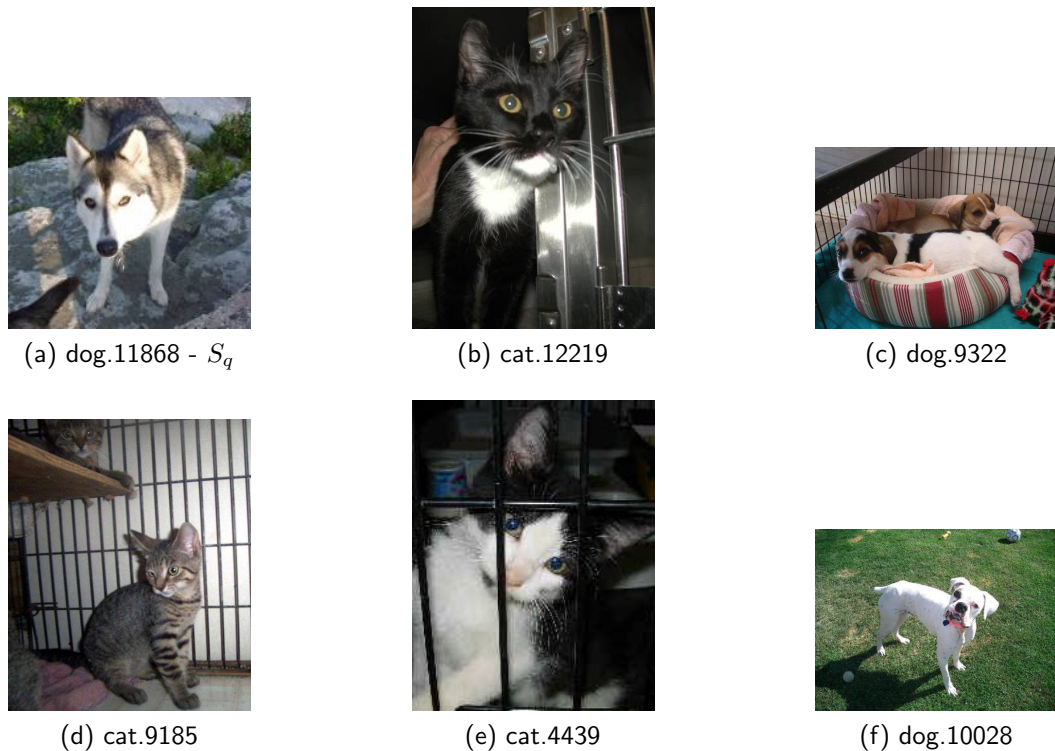 (a) dog.11868 - S_q
(b) cat.12219
(c) dog.9322
(d) cat.9185
(e) cat.4439
(f) dog.10028